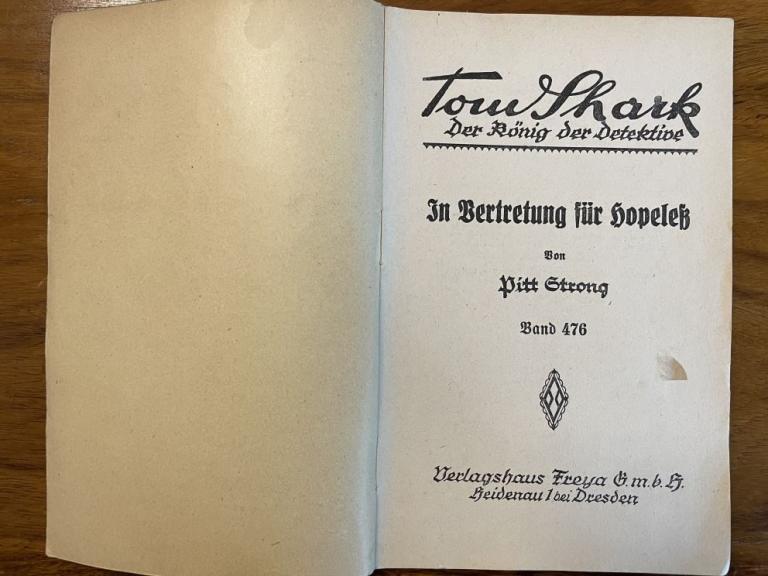 Tom Shark
Der König der Detektive
In Vertretung für Hopeleß
Von
Pitt Strong
Band 476
Verlagshaus Freya G.m.b.H.
Heidenau 1 bei Dresden